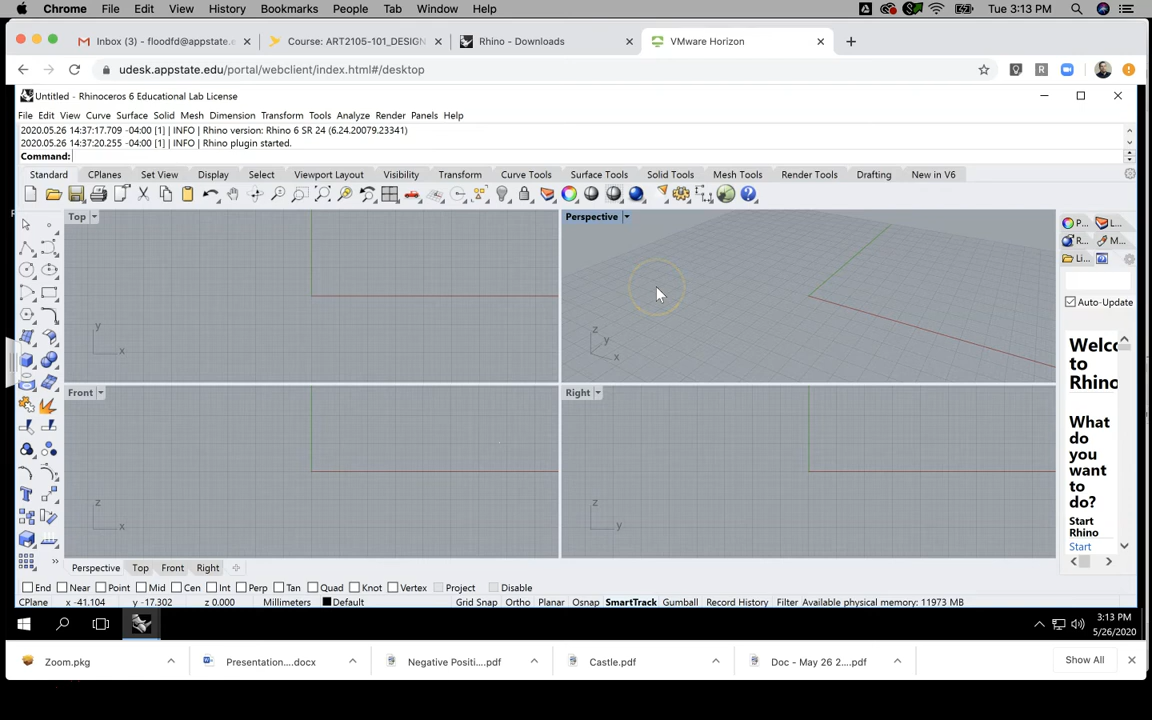 Chrome File Edit View History Bookmarks People Tab Window Help Tue 3:13 PM
Inbox (3) - floodfd@appstate.e
Course: ART2105-101_DESIGN
Rhino - Downloads
VMware Horizon
udesk.appstate.edu/portal/webclient/index.html#/desktop
Untitled - Rhinoceros 6 Educational Lab License
File Edit View Curve Surface Solid Mesh Dimension Transform Tools Analyze Render Panels Help
2020.05.26 14:37:17.709 -04:00 [1] | INFO | Rhino version: Rhino 6 SR 24 (6.24.20079.23341)
2020.05.26 14:37:20.255 -04:00 [1] | INFO | Rhino plugin started.
Command:
Standard CPlanes Set View Display Select Viewport Layout Visibility Transform Curve Tools Surface Tools Solid Tools Mesh Tools Render Tools Drafting New in V6
Top
y
x
Perspective
z
y
x
P...
L...
R...
M...
Li...
Auto-Update
Welco
to
Rhino
What
do
you
want
to
do?
Start
Rhino
Start
Front
z
x
Right
z
y
Perspective Top Front Right
End Near Point Mid Cen Int Perp Tan Quad Knot Vertex Project Disable
CPlane x -41.104 y -17.302 z 0.000 Millimeters Default Grid Snap Ortho Planar Osnap SmartTrack Gumball Record History Filter Available physical memory: 11973 MB
3:13 PM
5/26/2020
Zoom.pkg
Presentation....docx
Negative Positi....pdf
Castle.pdf
Doc - May 26 2....pdf
Show All